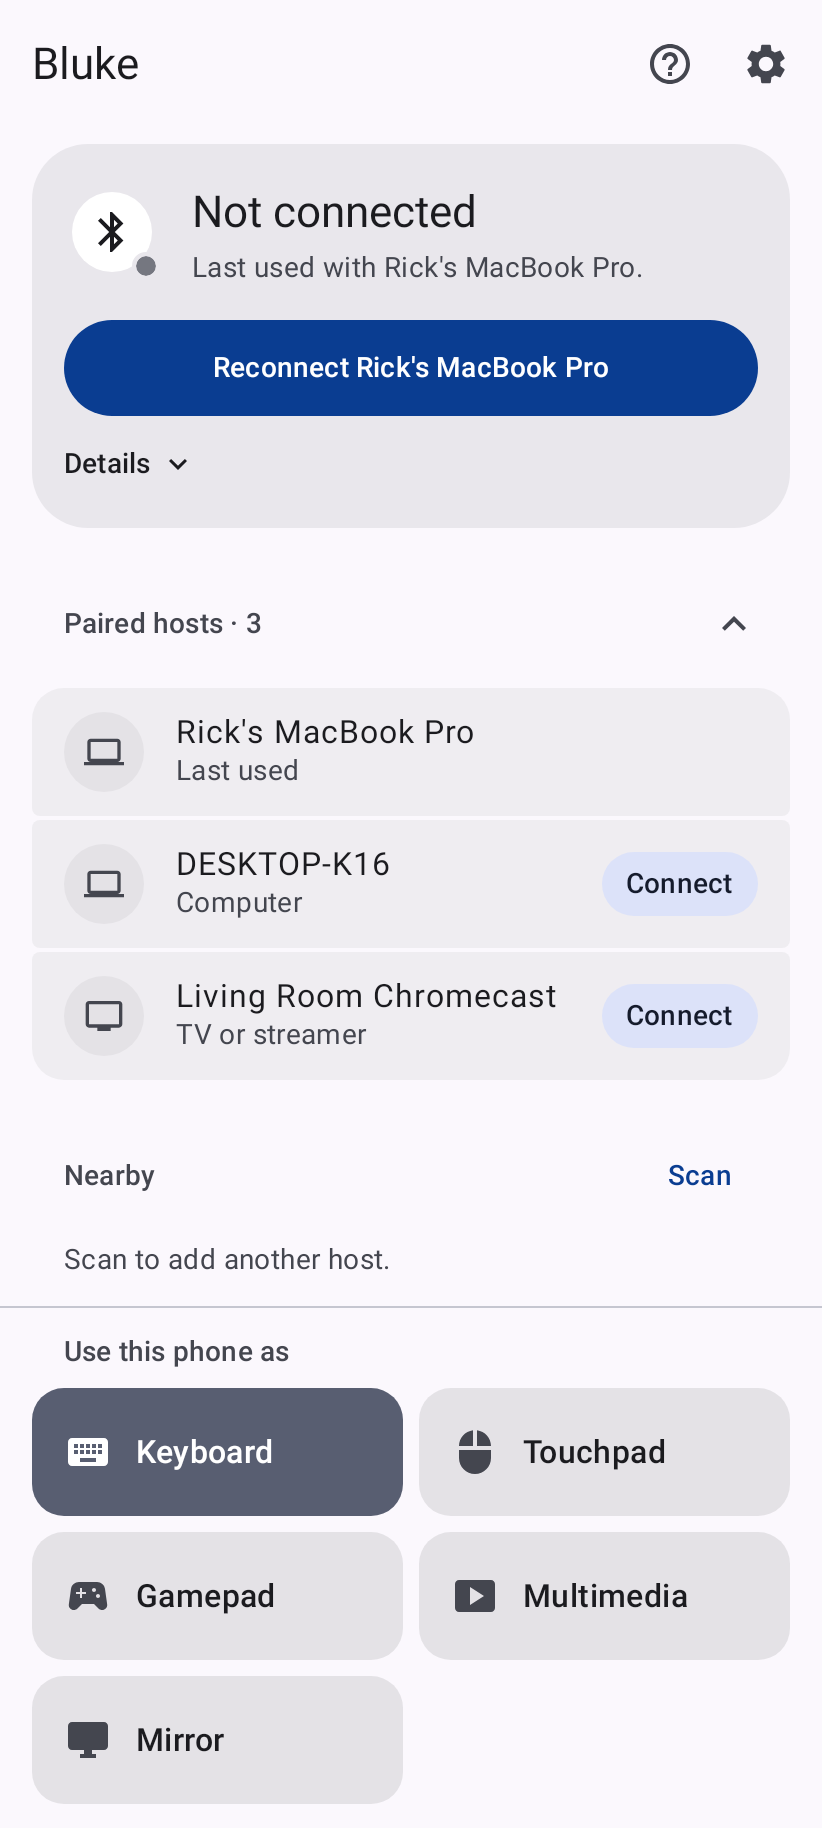 Bluke
Not connected
Last used with Rick's MacBook Pro.
Reconnect Rick's MacBook Pro
Details
Paired hosts · 3
Rick's MacBook Pro
Last used
DESKTOP-K16
Computer
Connect
Living Room Chromecast
TV or streamer
Connect
Nearby
Scan
Scan to add another host.
Use this phone as
Keyboard
Touchpad
Gamepad
Multimedia
Mirror